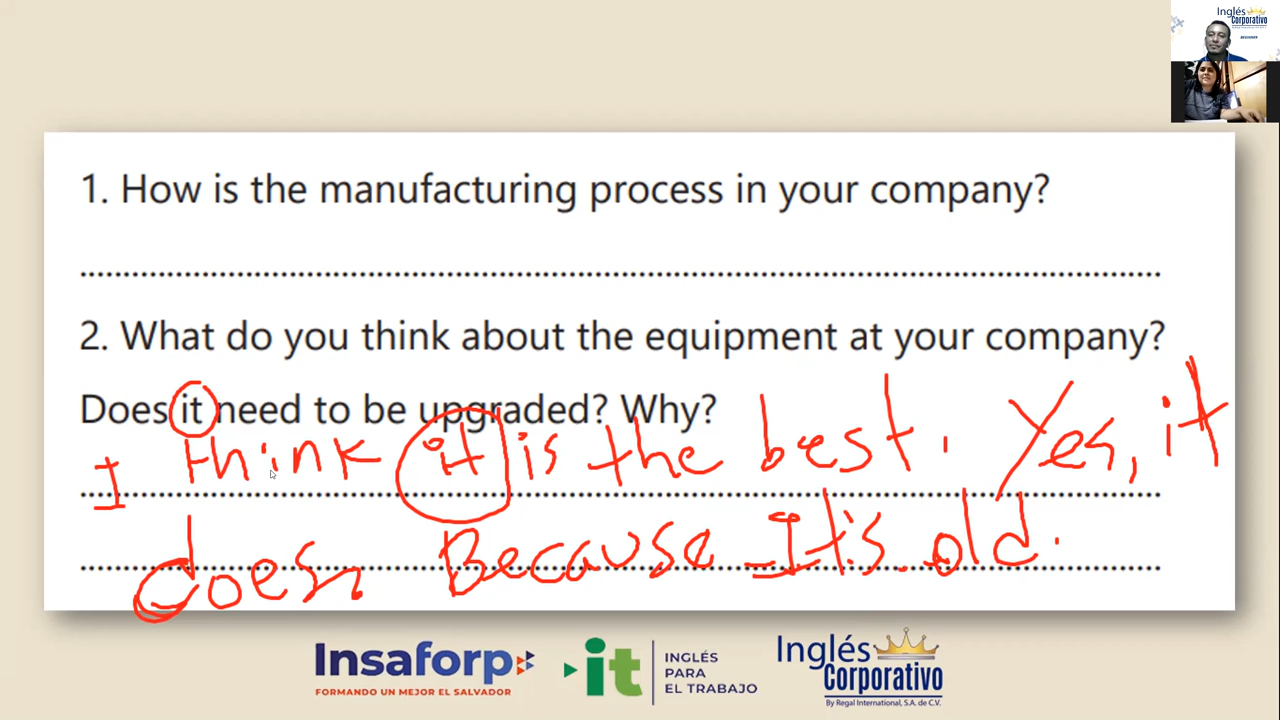 Inglés
Corporativo
BEGINNER
1. How is the manufacturing process in your company?
2. What do you think about the equipment at your company?
Does it need to be upgraded? Why?
I think it is the best. Yes, it
does, Because It's old.
Insaforp
FORMANDO UN MEJOR EL SALVADOR
it
INGLÉS
PARA
EL TRABAJO
Inglés
Corporativo
By Regal International, S.A. de C.V.